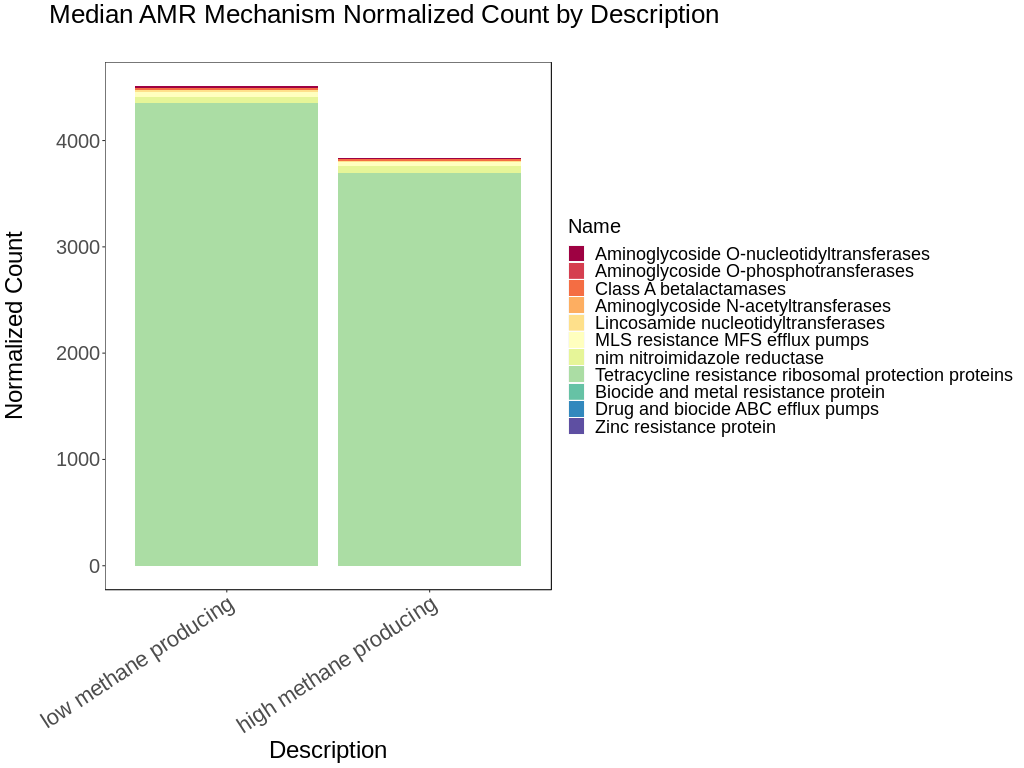 Median AMR Mechanism Normalized Count by Description
Normalized Count
4000
3000
2000
1000
0
low methane producing
high methane producing
Description
Name
Aminoglycoside O-nucleotidyltransferases
Aminoglycoside O-phosphotransferases
Class A betalactamases
Aminoglycoside N-acetyltransferases
Lincosamide nucleotidyltransferases
MLS resistance MFS efflux pumps
nim nitroimidazole reductase
Tetracycline resistance ribosomal protection proteins
Biocide and metal resistance protein
Drug and biocide ABC efflux pumps
Zinc resistance protein